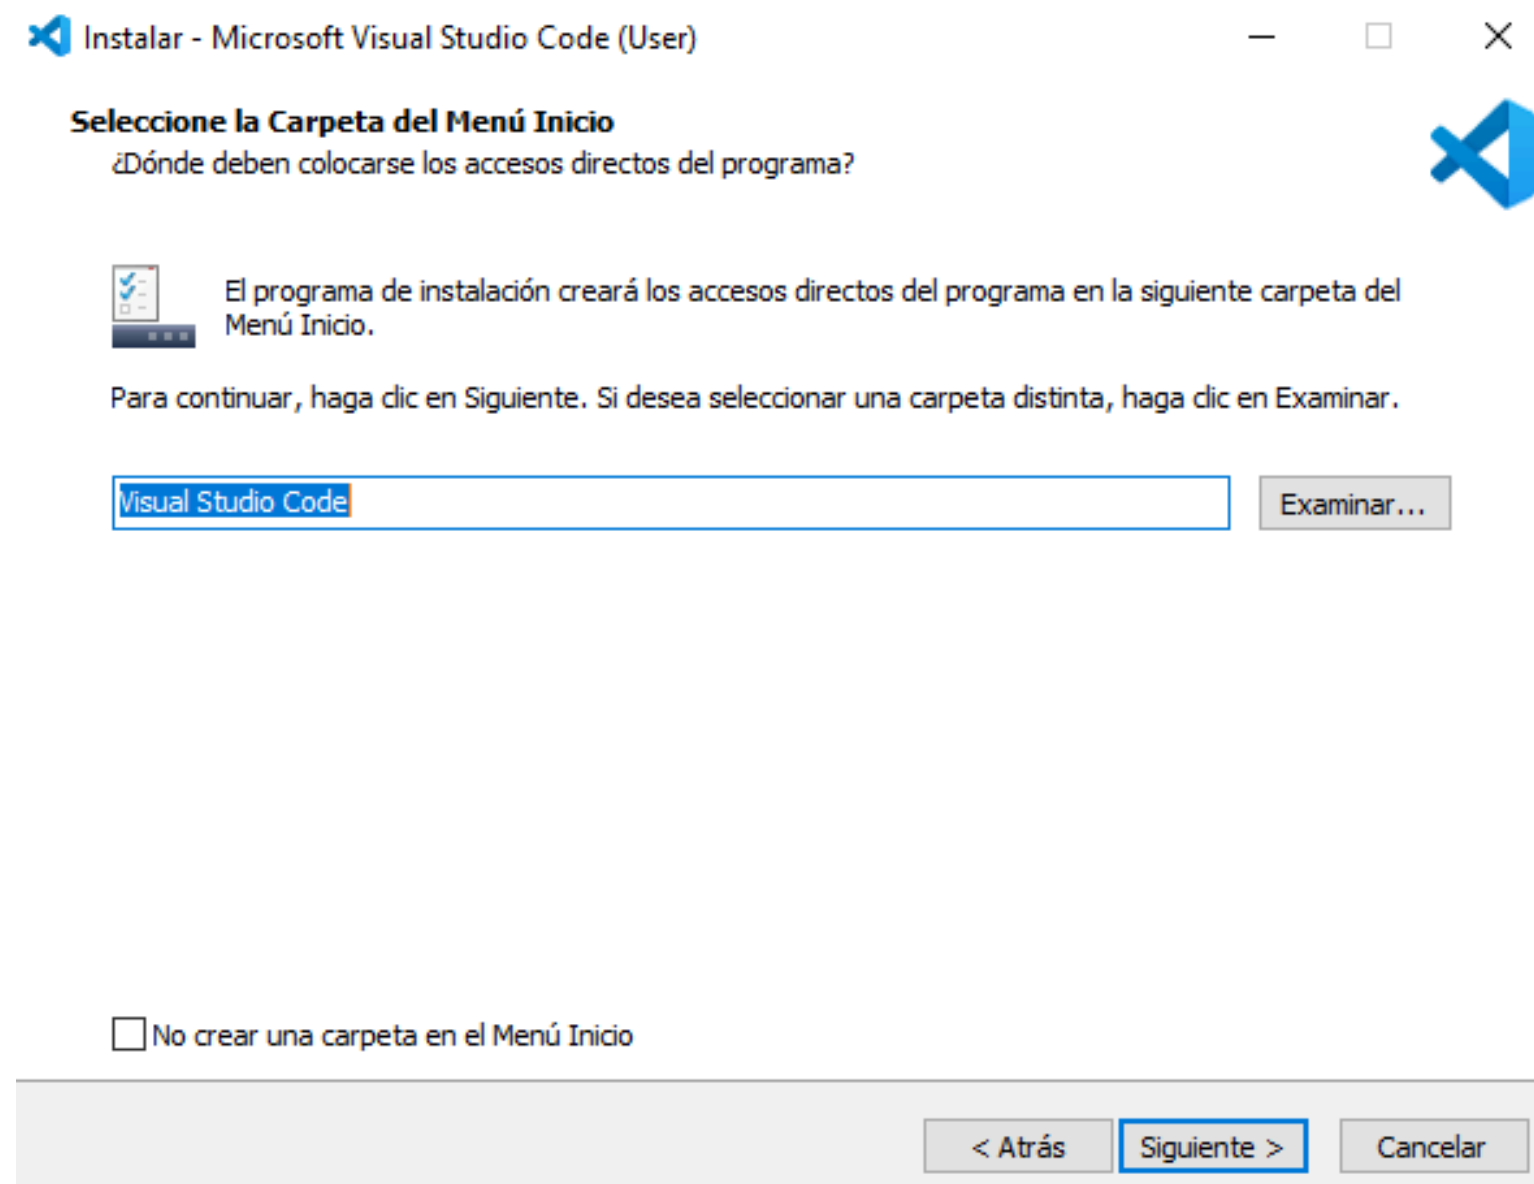 Instalar - Microsoft Visual Studio Code (User)
Seleccione la Carpeta del Menú Inicio
¿Dónde deben colocarse los accesos directos del programa?
El programa de instalación creará los accesos directos del programa en la siguiente carpeta del
Menú Inicio.
Para continuar, haga clic en Siguiente. Si desea seleccionar una carpeta distinta, haga clic en Examinar.
Visual Studio Code
Examinar...
No crear una carpeta en el Menú Inicio
< Atrás
Siguiente >
Cancelar